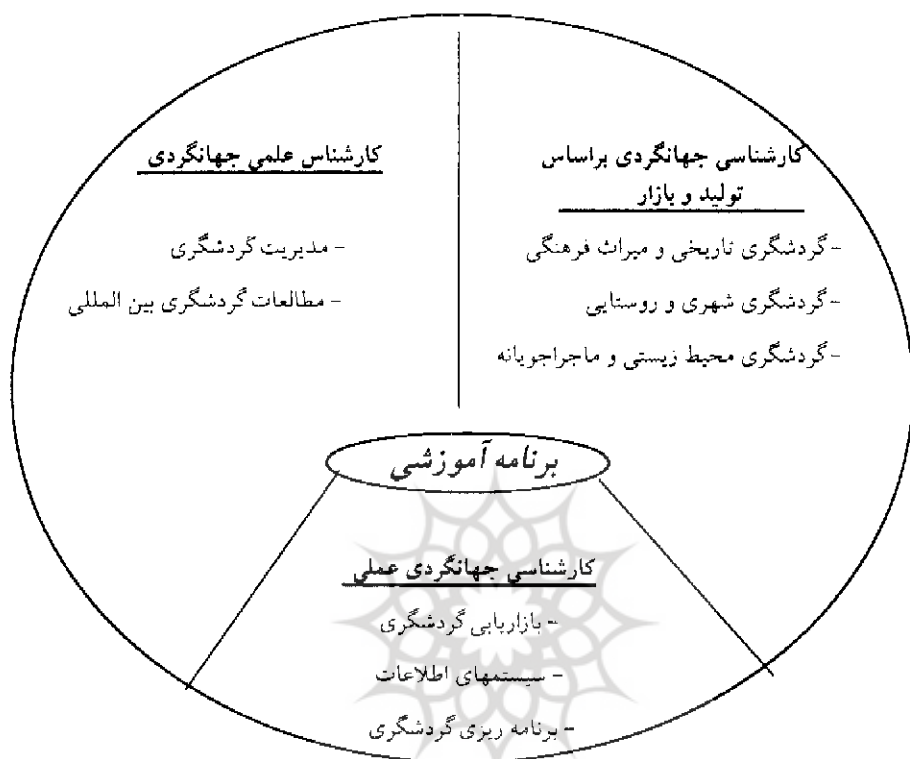 کارشناسی جهانگردی براساس
تولید و بازار
- گردشگری تاریخی و میراث فرهنگی
- گردشگری شهری و روستایی
- گردشگری محیط زیستی و ماجراجویانه
کارشناس علمی جهانگردی
- مدیریت گردشگری
- مطالعات گردشگری بین المللی
برنامه آموزشی
کارشناسی جهانگردی عملی
- بازاریابی گردشگری
- سیستمهای اطلاعات
- برنامه ریزی گردشگری